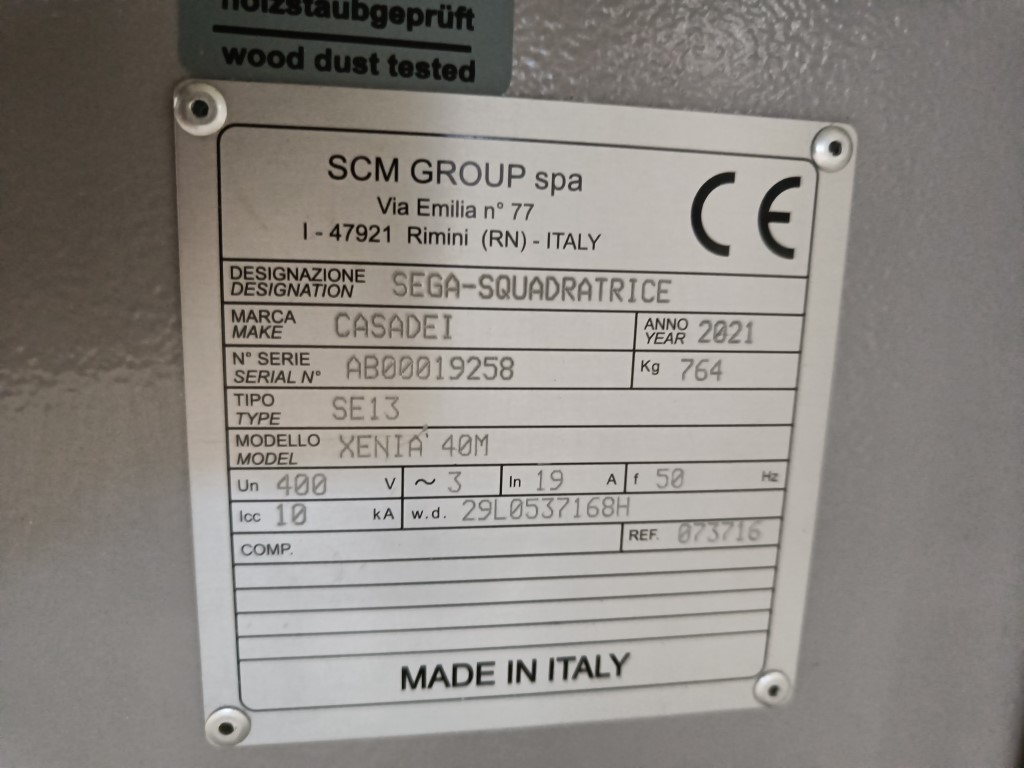 holzstaubgeprüft
wood dust tested
SCM GROUP spa
Via Emilia n° 77
I - 47921 Rimini (RN) - ITALY
CE
DESIGNAZIONE
DESIGNATION SEGA-SQUADRATRICE
MARCA
MAKE CASADEI ANNO
YEAR 2021
N° SERIE
SERIAL N° AB00019258 Kg 764
TIPO
TYPE SE13
MODELLO
MODEL XENIA 40M
Un 400 V ~ 3 In 19 A f 50 Hz
Icc 10 kA w.d. 29L0537168H
COMP. REF. 073716
MADE IN ITALY